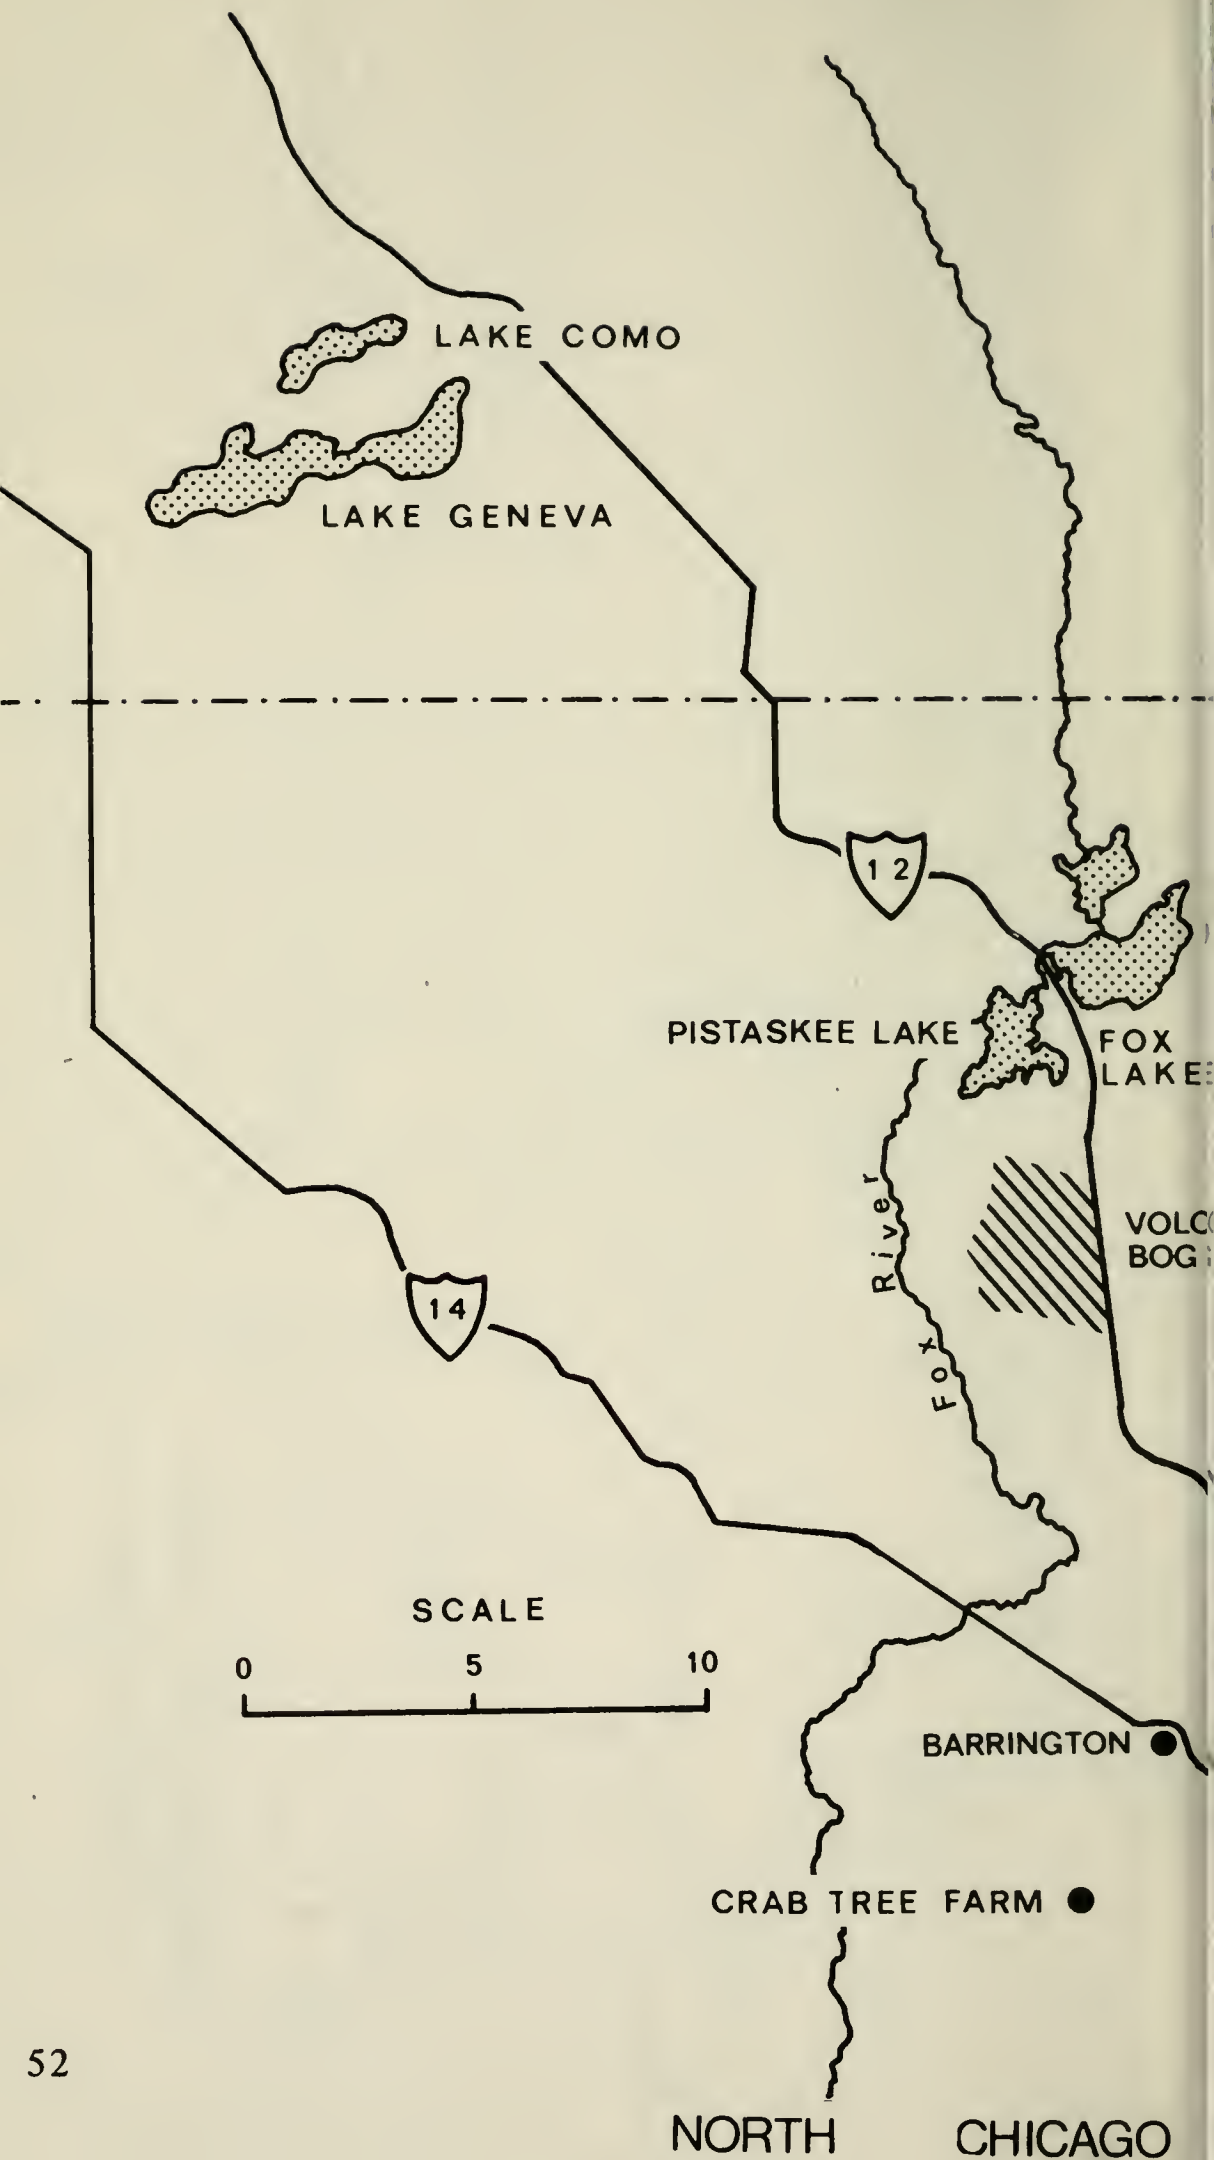 LAKE COMO
LAKE GENEVA
12
PISTASKEE LAKE
FOX
LAKE
River
Fox
BOG
14
SCALE
0 5 10
BARRINGTON
CRAB TREE FARM
52
NORTH CHICAGO